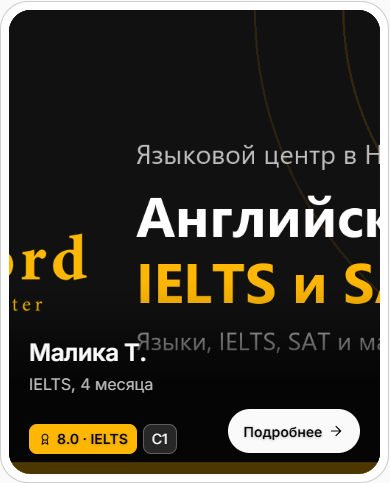 Языковой центр в Н
Английск
IELTS и SA
ord
ter
Языки, IELTS, SAT и ма
Малика Т.
IELTS, 4 месяца
8.0 · IELTS
C1
Подробнее →